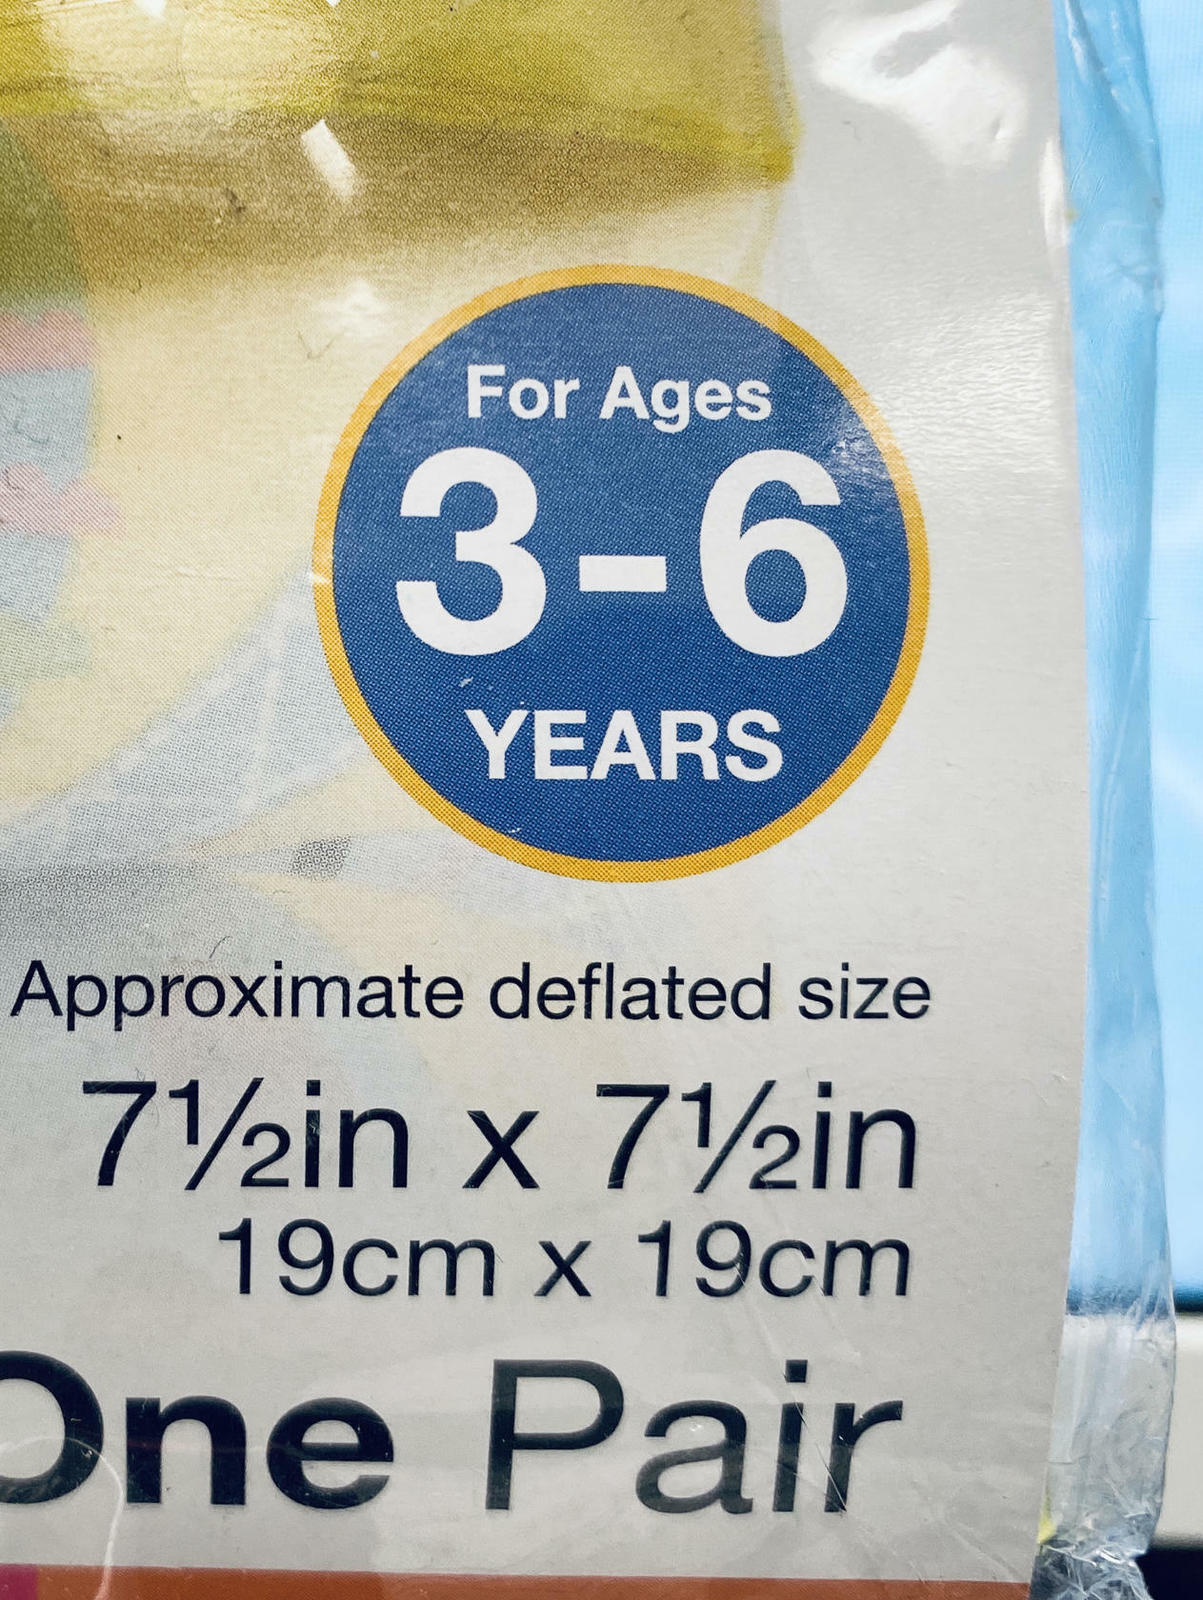 For Ages
3-6
YEARS
Approximate deflated size
7½in x 7½in
19cm x 19cm
One Pair